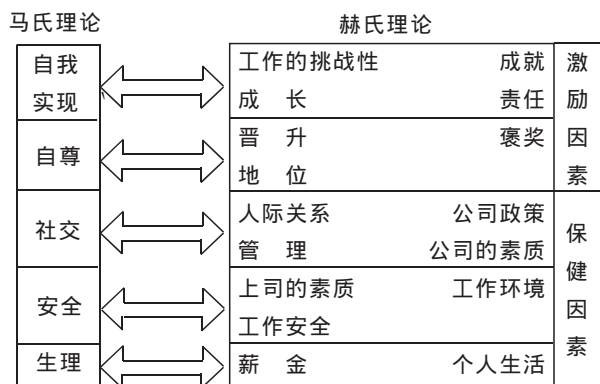 马氏理论 赫氏理论
自我 工作的挑战性 成就 激
实现 成 长 责任 励
自尊 晋 升 褒奖 因
地 位 素
社交 人际关系 公司政策 保
管 理 公司的素质 健
安全 上司的素质 工作环境 因
工作安全 素
生理 薪 金 个人生活